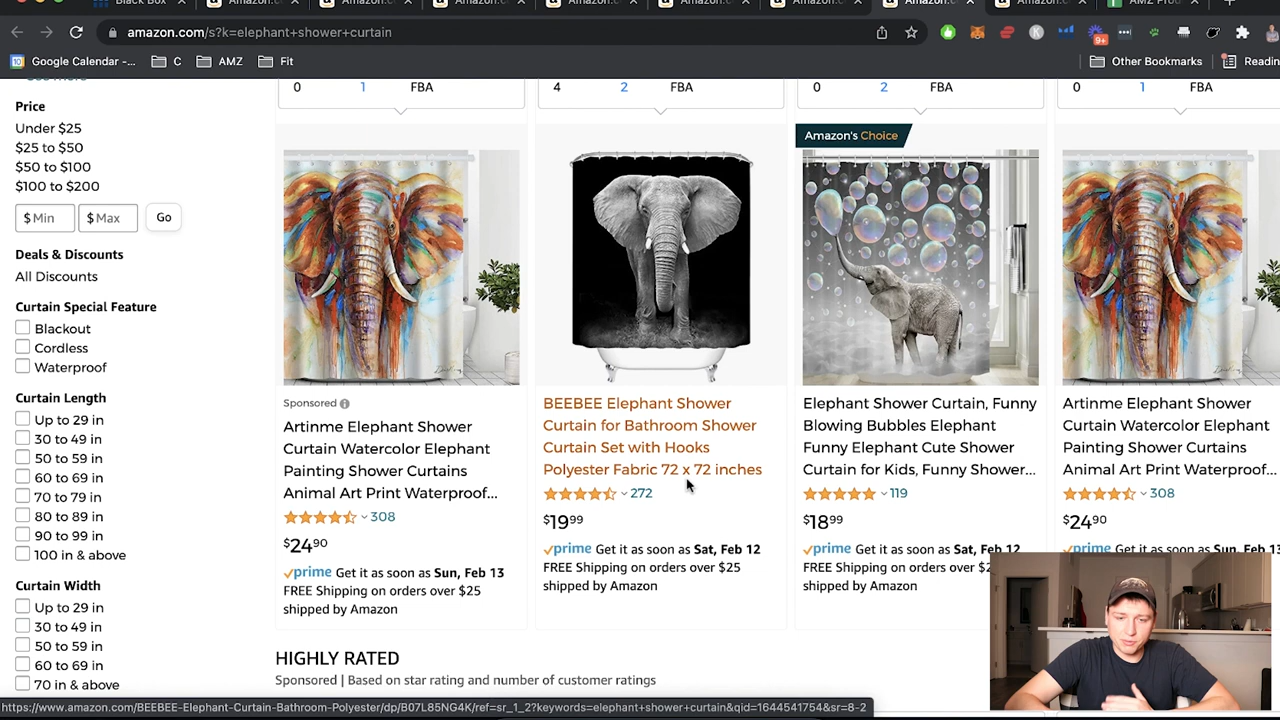 Black Box
Amazon.c
Amazon.c
Amazon.c
Amazon.c
Amazon.c
Amazon.c
Amazon.c
Amazon.c
AMZ Prod
amazon.com/s?k=elephant+shower+curtain
9+
Google Calendar -...
C
AMZ
Fit
Other Bookmarks
Readin
Price
Under $25
$25 to $50
$50 to $100
$100 to $200
$ Min
$ Max
Go
Deals & Discounts
All Discounts
Curtain Special Feature
Blackout
Cordless
Waterproof
Curtain Length
Up to 29 in
30 to 49 in
50 to 59 in
60 to 69 in
70 to 79 in
80 to 89 in
90 to 99 in
100 in & above
Curtain Width
Up to 29 in
30 to 49 in
50 to 59 in
60 to 69 in
70 in & above
0 1 FBA
4 2 FBA
0 2 FBA
0 1 FBA
Sponsored
Artinme Elephant Shower
Curtain Watercolor Elephant
Painting Shower Curtains
Animal Art Print Waterproof...
308
$24 90
prime Get it as soon as Sun, Feb 13
FREE Shipping on orders over $25
shipped by Amazon
BEEBEE Elephant Shower
Curtain for Bathroom Shower
Curtain Set with Hooks
Polyester Fabric 72 x 72 inches
272
$19 99
prime Get it as soon as Sat, Feb 12
FREE Shipping on orders over $25
shipped by Amazon
Amazon's Choice
Elephant Shower Curtain, Funny
Blowing Bubbles Elephant
Funny Elephant Cute Shower
Curtain for Kids, Funny Shower...
119
$18 99
prime Get it as soon as Sat, Feb 12
FREE Shipping on orders over $2
shipped by Amazon
Artinme Elephant Shower
Curtain Watercolor Elephant
Painting Shower Curtains
Animal Art Print Waterproof...
308
$24 90
prime Get it as soon as Sun, Feb 13
HIGHLY RATED
Sponsored | Based on star rating and number of customer ratings
https://www.amazon.com/BEEBEE-Elephant-Curtain-Bathroom-Polyester/dp/B07L85NG4K/ref=sr_1_2?keywords=elephant+shower+curtain&qid=1644541754&sr=8-2